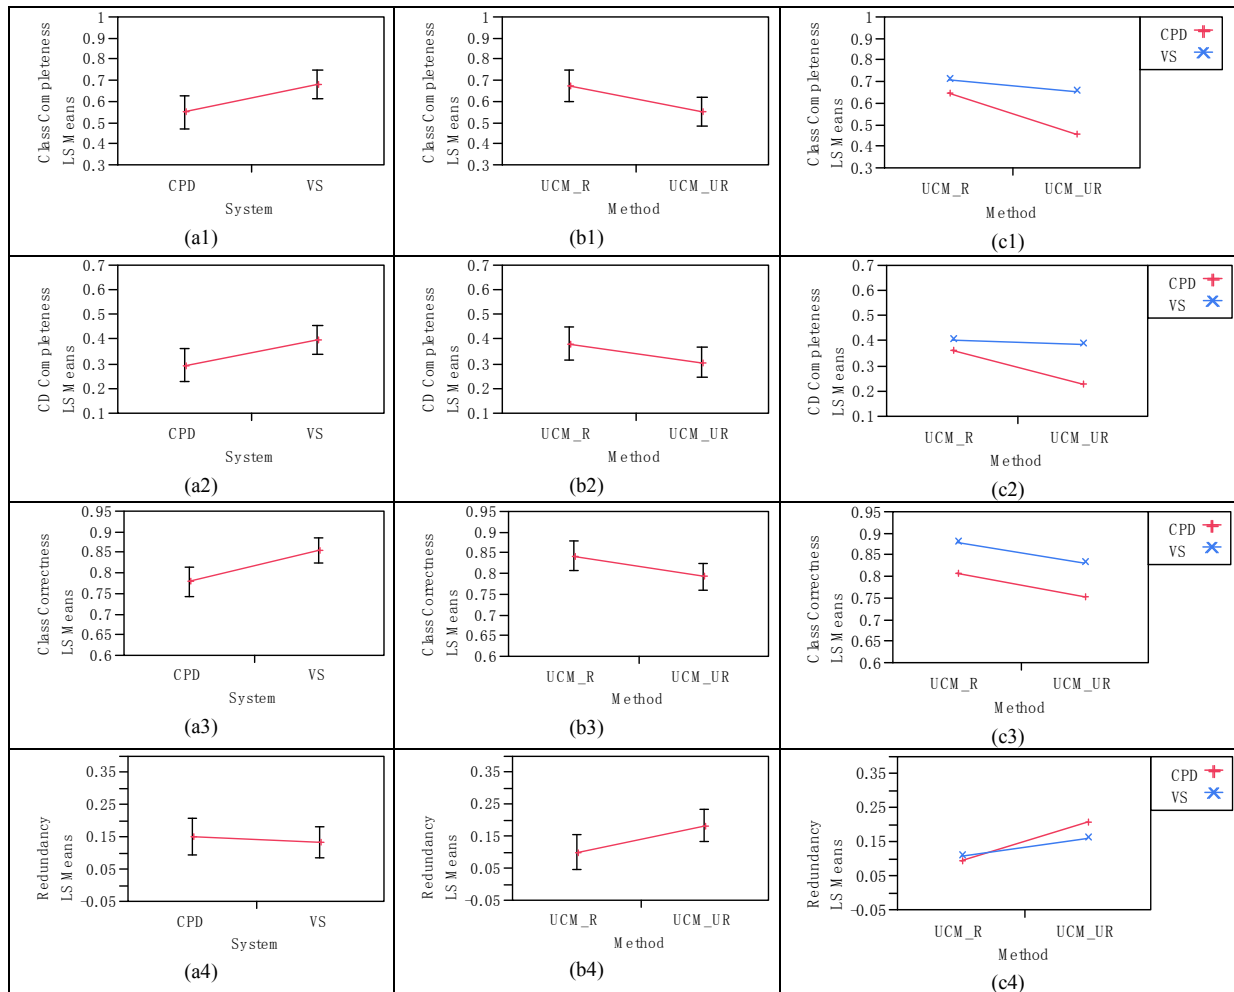 Class Completeness
LS Means
1
0.9
0.8
0.7
0.6
0.5
0.4
0.3
CPD
VS
System
(a1)
Class Completeness
LS Means
1
0.9
0.8
0.7
0.6
0.5
0.4
0.3
UCM_R
UCM_UR
Method
(b1)
Class Completeness
LS Means
1
0.9
0.8
0.7
0.6
0.5
0.4
0.3
UCM_R
UCM_UR
Method
(c1)
CPD
VS
CD Completeness
LS Means
0.7
0.6
0.5
0.4
0.3
0.2
0.1
CPD
VS
System
(a2)
CD Completeness
LS Means
0.7
0.6
0.5
0.4
0.3
0.2
0.1
UCM_R
UCM_UR
Method
(b2)
CD Completeness
LS Means
0.7
0.6
0.5
0.4
0.3
0.2
0.1
UCM_R
UCM_UR
Method
(c2)
CPD
VS
Class Correctness
LS Means
0.95
0.9
0.85
0.8
0.75
0.7
0.65
0.6
CPD
VS
System
(a3)
Class Correctness
LS Means
0.95
0.9
0.85
0.8
0.75
0.7
0.65
0.6
UCM_R
UCM_UR
Method
(b3)
Class Correctness
LS Means
0.95
0.9
0.85
0.8
0.75
0.7
0.65
0.6
UCM_R
UCM_UR
Method
(c3)
CPD
VS
Redundancy
LS Means
0.35
0.25
0.15
0.05
-0.05
CPD
VS
System
(a4)
Redundancy
LS Means
0.35
0.25
0.15
0.05
-0.05
UCM_R
UCM_UR
Method
(b4)
Redundancy
LS Means
0.35
0.25
0.15
0.05
-0.05
UCM_R
UCM_UR
Method
(c4)
CPD
VS